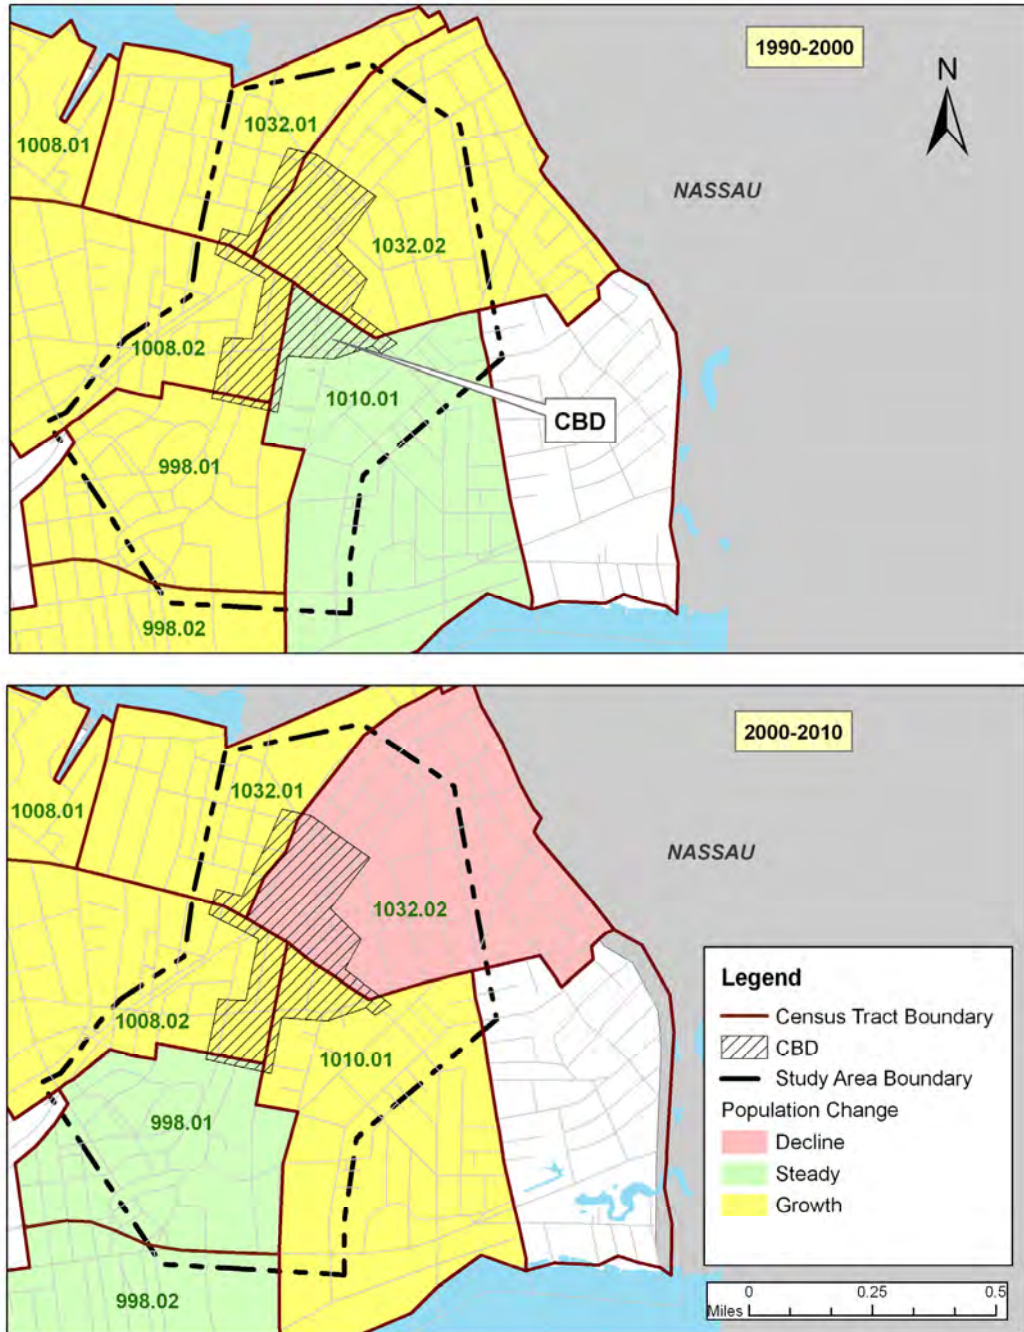 1990-2000
N
1032.01
1008.01
NASSAU
1032.02
1008.02
1010.01
CBD
998.01
998.02
2000-2010
1032.01
1008.01
NASSAU
1032.02
1008.02
1010.01
998.01
998.02
Legend
Census Tract Boundary
CBD
Study Area Boundary
Population Change
Decline
Steady
Growth
0 0.25 0.5
Miles